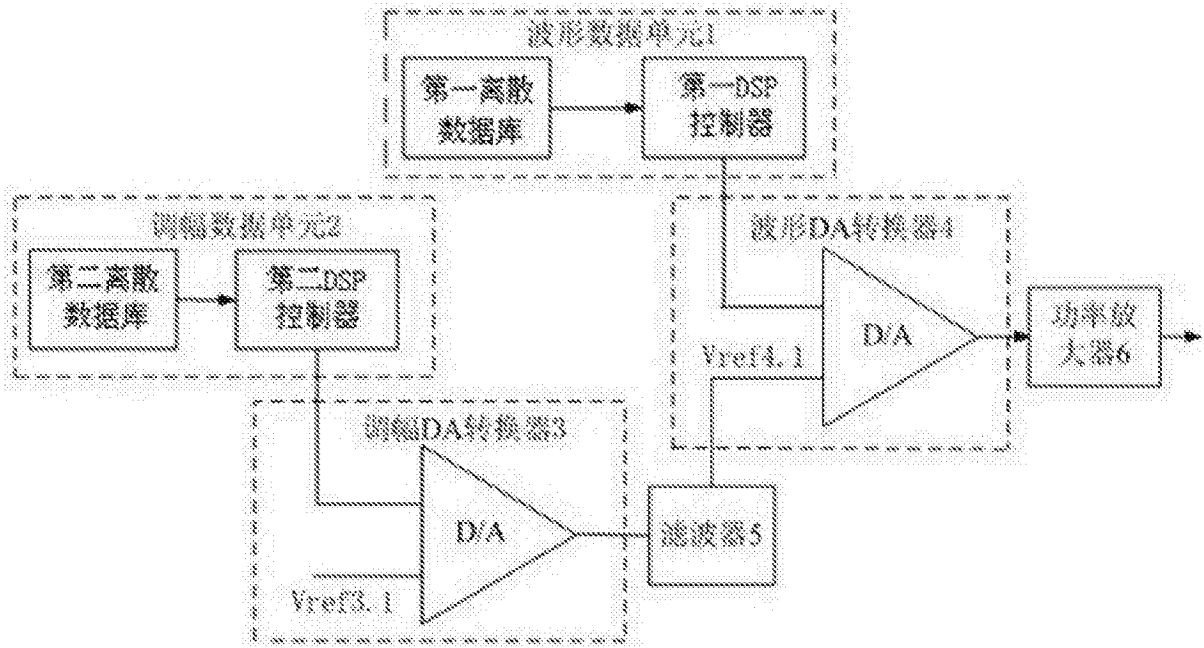 波形数据单元1
第一离散
数据库
第一DSP
控制器
调幅数据单元2
第二离散
数据库
第二DSP
控制器
波形DA转换器4
D/A
Vref4.1
功率放
大器6
调幅DA转换器3
D/A
Vref3.1
滤波器5